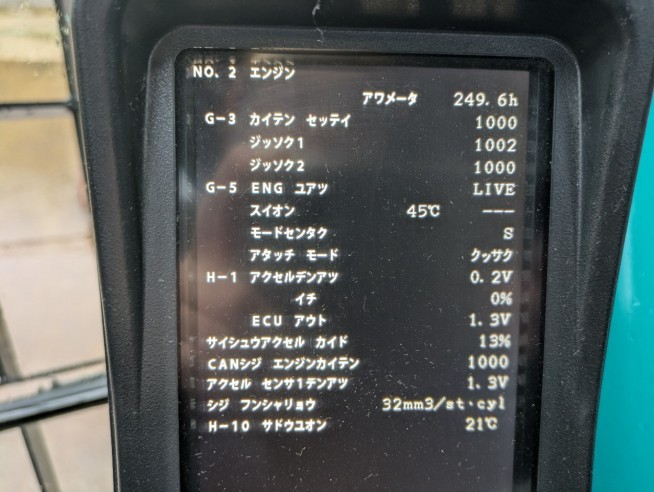 NO. 2 エンジン
アワメータ 249. 6h
G-3 カイテン セッテイ 1000
ジッソク1 1002
ジッソク2 1000
G-5 ENG ユアツ LIVE
スイオン 45℃ ---
モードセンタク S
アタッチ モード クッサク
H-1 アクセルデンアツ 0. 2V
イチ 0%
ECU アウト 1. 3V
サイシュウアクセル カイド 13%
CANシジ エンジンカイテン 1000
アクセル センサ1デンアツ 1. 3V
シジ フンシャリョウ 32mm3/st·cyl
H-10 サドウユオン 21℃